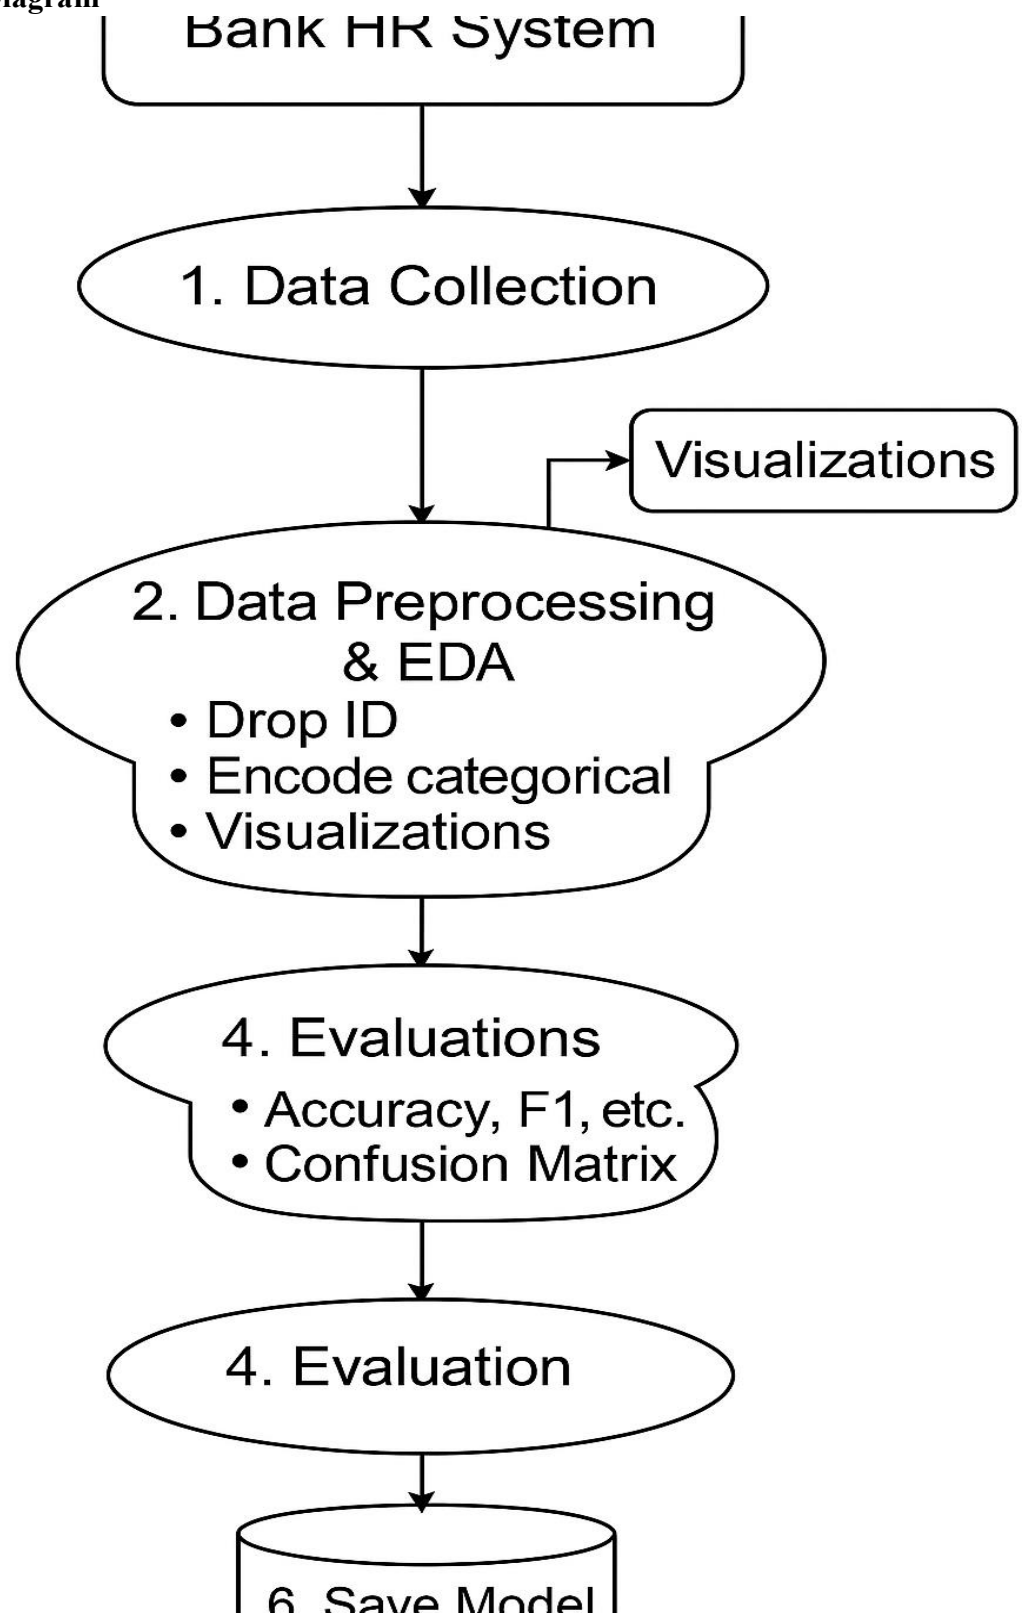 Bank HR System
1. Data Collection
Visualizations
2. Data Preprocessing
& EDA
• Drop ID
• Encode categorical
• Visualizations
4. Evaluations
• Accuracy, F1, etc.
• Confusion Matrix
4. Evaluation
6. Save Model